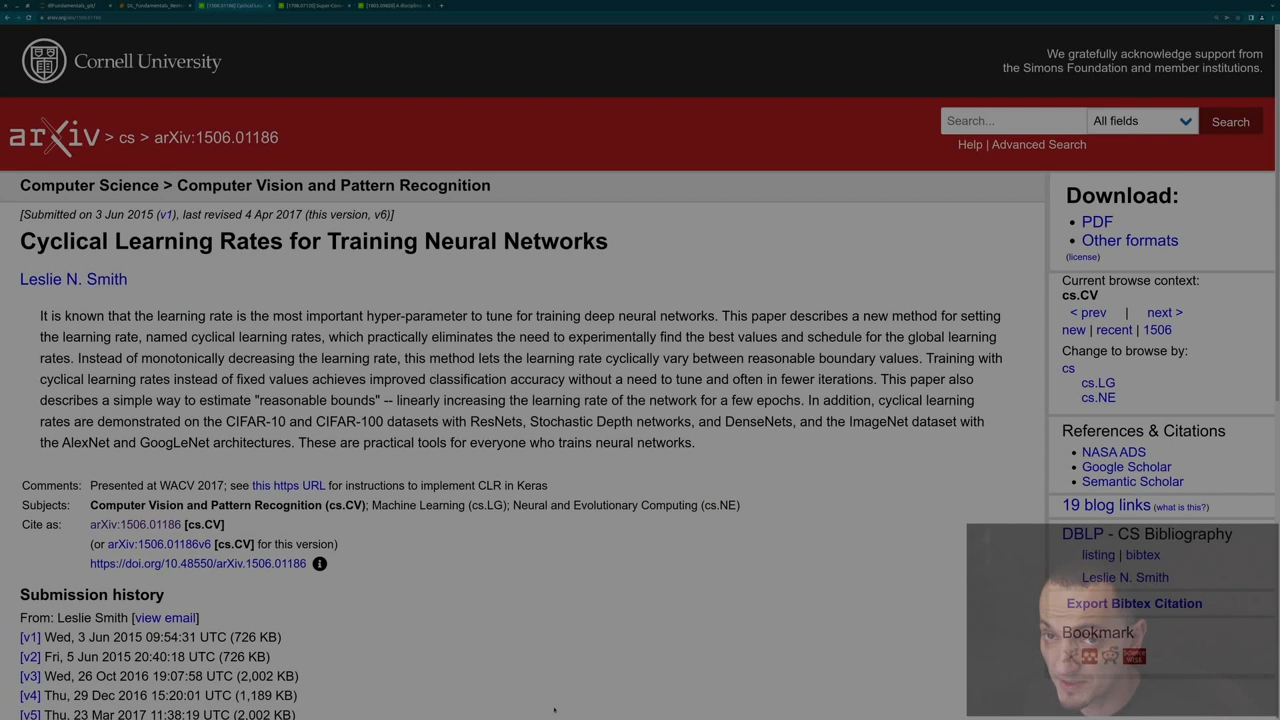 dlFundamentals_git/
[1506.01186] Cyclical Le
[1708.07120] Super-Con
[1803.09820] A disciplin
arxiv.org/abs/1506.01186
Cornell University
We gratefully acknowledge support from
the Simons Foundation and member institutions.
arXiv > cs > arXiv:1506.01186
Search...
All fields
Search
Help | Advanced Search
Computer Science > Computer Vision and Pattern Recognition
[Submitted on 3 Jun 2015 (v1), last revised 4 Apr 2017 (this version, v6)]
Cyclical Learning Rates for Training Neural Networks
Leslie N. Smith
It is known that the learning rate is the most important hyper-parameter to tune for training deep neural networks. This paper describes a new method for setting
the learning rate, named cyclical learning rates, which practically eliminates the need to experimentally find the best values and schedule for the global learning
rates. Instead of monotonically decreasing the learning rate, this method lets the learning rate cyclically vary between reasonable boundary values. Training with
cyclical learning rates instead of fixed values achieves improved classification accuracy without a need to tune and often in fewer iterations. This paper also
describes a simple way to estimate "reasonable bounds" -- linearly increasing the learning rate of the network for a few epochs. In addition, cyclical learning
rates are demonstrated on the CIFAR-10 and CIFAR-100 datasets with ResNets, Stochastic Depth networks, and DenseNets, and the ImageNet dataset with
the AlexNet and GoogLeNet architectures. These are practical tools for everyone who trains neural networks.
Comments: Presented at WACV 2017; see this https URL for instructions to implement CLR in Keras
Subjects: Computer Vision and Pattern Recognition (cs.CV); Machine Learning (cs.LG); Neural and Evolutionary Computing (cs.NE)
Cite as: arXiv:1506.01186 [cs.CV]
(or arXiv:1506.01186v6 [cs.CV] for this version)
https://doi.org/10.48550/arXiv.1506.01186
Submission history
From: Leslie Smith [view email]
[v1] Wed, 3 Jun 2015 09:54:31 UTC (726 KB)
[v2] Fri, 5 Jun 2015 20:40:18 UTC (726 KB)
[v3] Wed, 26 Oct 2016 19:07:58 UTC (2,002 KB)
[v4] Thu, 29 Dec 2016 15:20:01 UTC (1,189 KB)
[v5] Thu, 23 Mar 2017 11:38:19 UTC (2,002 KB)
Download:
PDF
Other formats
(license)
Current browse context:
cs.CV
< prev | next >
new | recent | 1506
Change to browse by:
cs
cs.LG
cs.NE
References & Citations
NASA ADS
Google Scholar
Semantic Scholar
19 blog links (what is this?)
DBLP - CS Bibliography
listing | bibtex
Leslie N. Smith
Export Bibtex Citation
Bookmark
Science
WISE